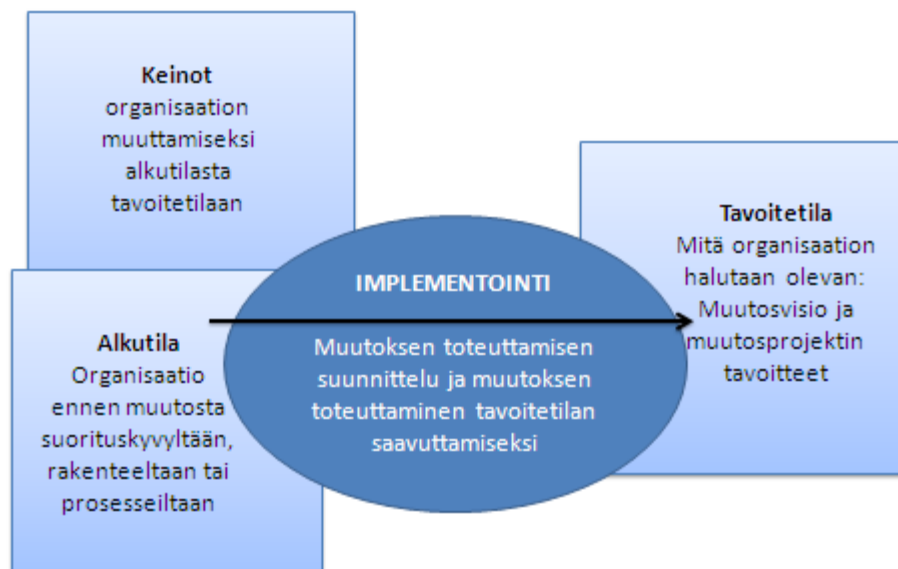 Keinot
organisaation
muuttamiseksi
alkutilasta
tavoitetilaan
Alkutila
Organisaatio
ennen muutosta
suorituskyvyltään,
rakenteeltaan tai
prosesseiltaan
IMPLEMENTOINTI
Muutoksen toteuttamisen
suunnittelu ja muutoksen
toteuttaminen tavoitetilan
saavuttamiseksi
Tavoitetila
Mitä organisaation
halutaan olevan:
Muutosvisio ja
muutosprojektin
tavoitteet